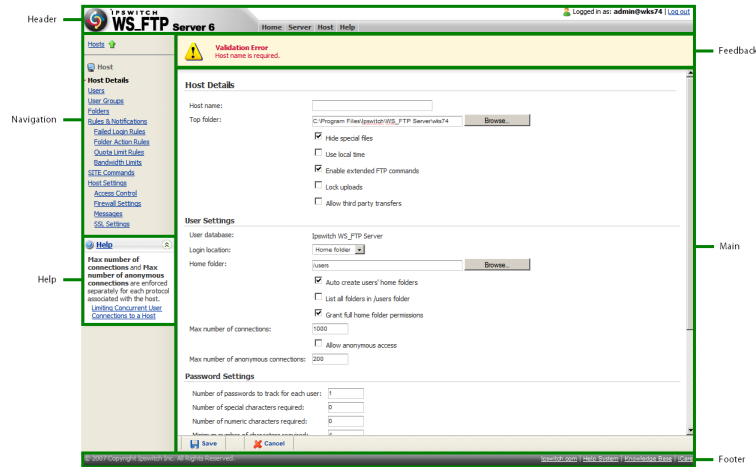 Header
IPSWITCH
WS_FTP Server 6
Home Server Host Help
Logged in as: admin@wks74 | Log out
Hosts
Validation Error
Host name is required.
Feedback
Navigation
Host
Host Details
Users
User Groups
Folders
Rules & Notifications
Failed Login Rules
Folder Action Rules
Quota Limit Rules
Bandwidth Limits
SITE Commands
Host Settings
Access Control
Firewall Settings
Messages
SSL Settings
Help
Help
Max number of
connections and Max
number of anonymous
connections are enforced
separately for each protocol
associated with the host.
Limiting Concurrent User
Connections to a Host
Main
Host Details
Host name:
Top folder: C:\Program Files\Ipswitch\WS_FTP Server\wks74 Browse...
Hide special files
Use local time
Enable extended FTP commands
Lock uploads
Allow third party transfers
User Settings
User database: Ipswitch WS_FTP Server
Login location: Home folder
Home folder: /users Browse...
Auto create users' home folders
List all folders in /users folder
Grant full home folder permissions
Max number of connections: 1000
Allow anonymous access
Max number of anonymous connections: 200
Password Settings
Number of passwords to track for each user: 1
Number of special characters required: 0
Number of numeric characters required: 0
Minimum number of characters required: 4
Save Cancel
© 2007 Copyright Ipswitch Inc. All Rights Reserved.
Ipswitch.com | Help System | Knowledge Base | iCare
Footer